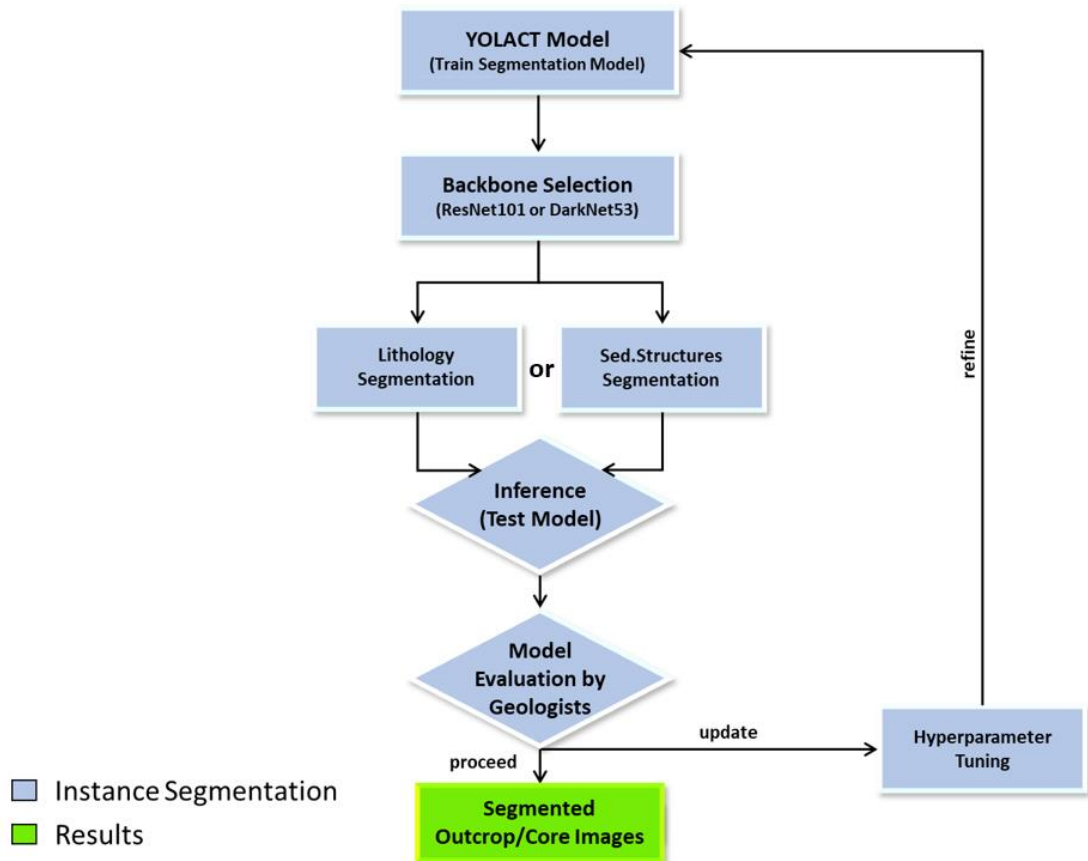 YOLACT Model
(Train Segmentation Model)
Backbone Selection
(ResNet101 or DarkNet53)
Lithology
Segmentation
or
Sed.Structures
Segmentation
refine
Inference
(Test Model)
Model
Evaluation by
Geologists
update
Hyperparameter
Tuning
proceed
Segmented
Outcrop/Core Images
Instance Segmentation
Results